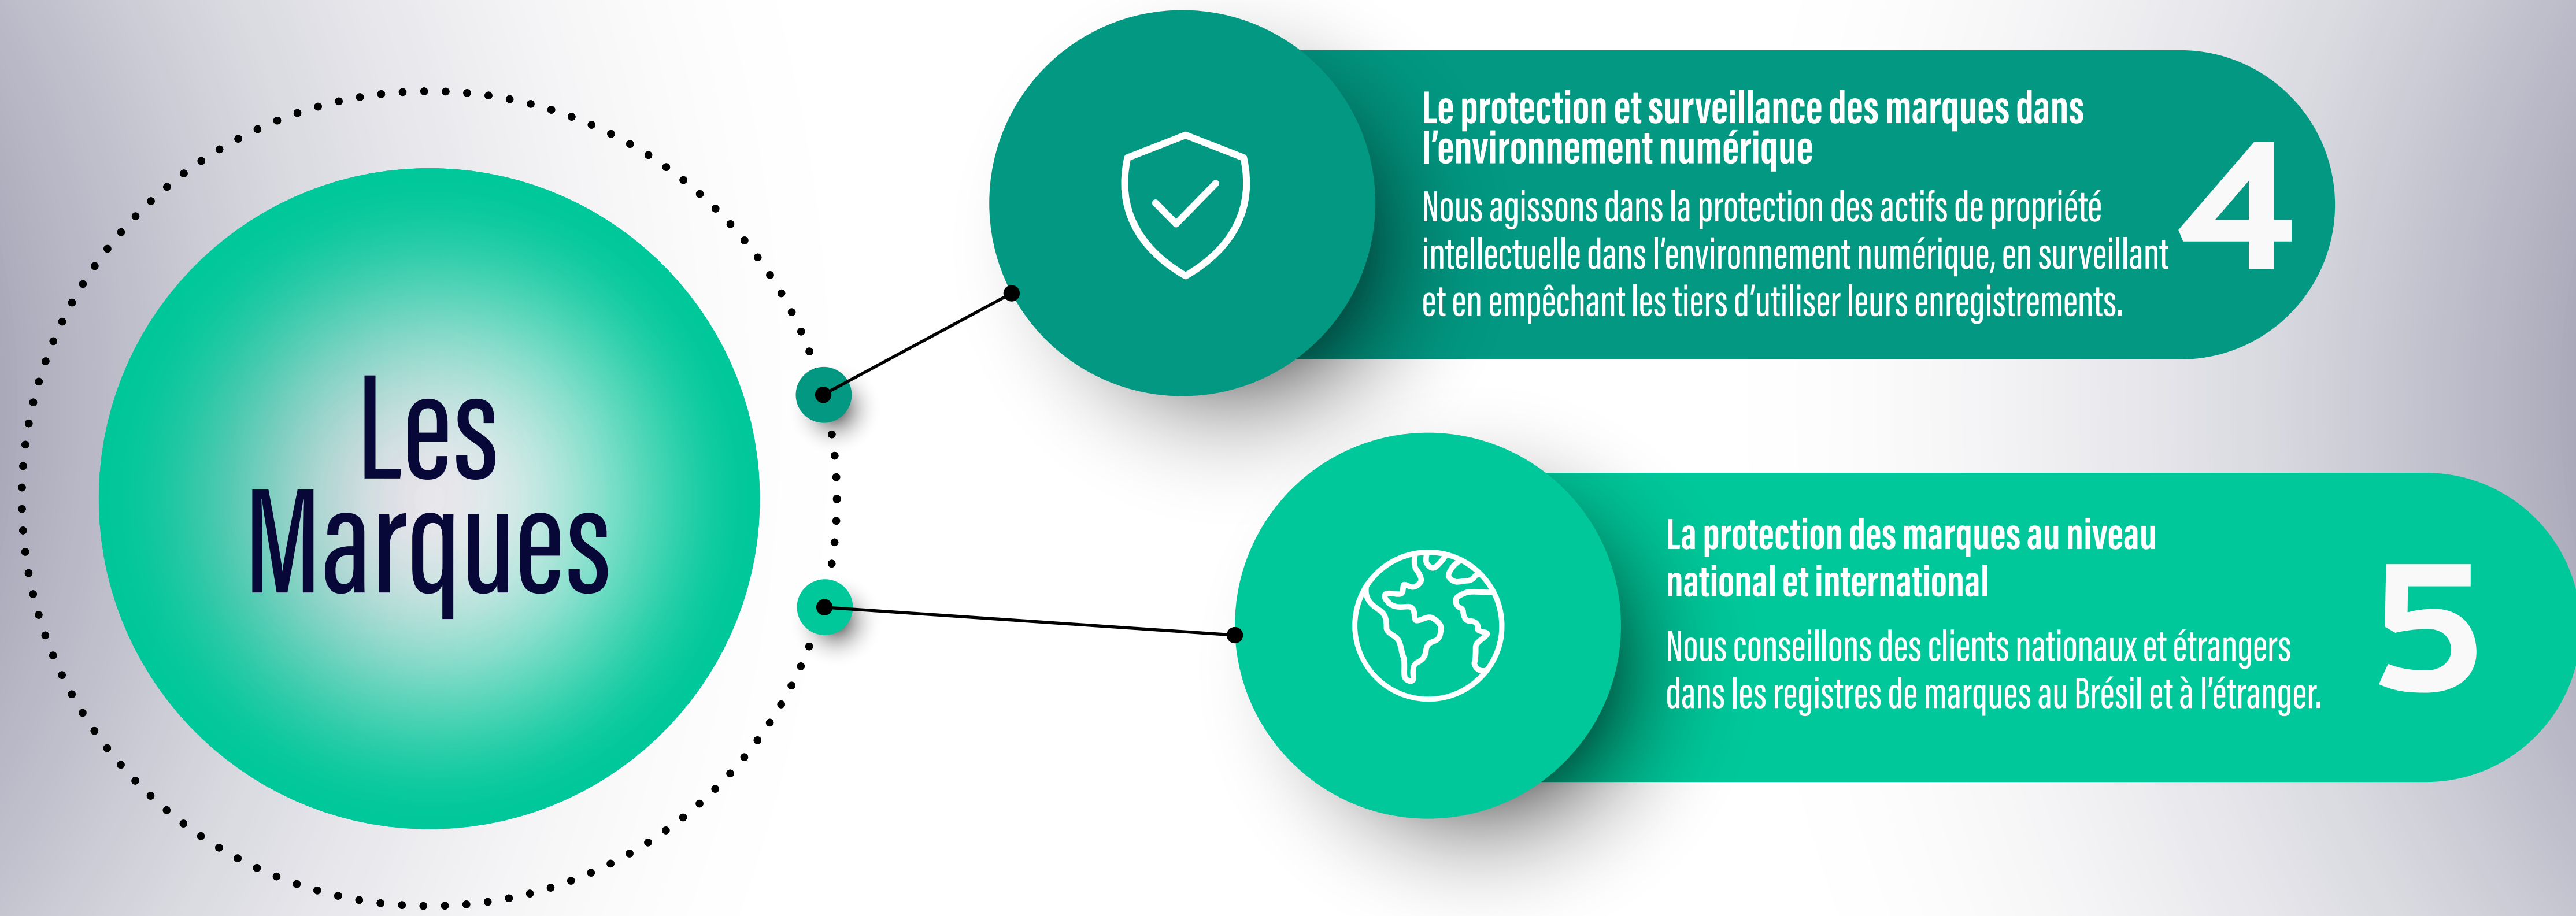 Les
Marques
Le protection et surveillance des marques dans
l'environnement numérique
Nous agissons dans la protection des actifs de propriété
intellectuelle dans l'environnement numérique, en surveillant
et en empêchant les tiers d'utiliser leurs enregistrements.
4
La protection des marques au niveau
national et international
Nous conseillons des clients nationaux et étrangers
dans les registres de marques au Brésil et à l'étranger.
5